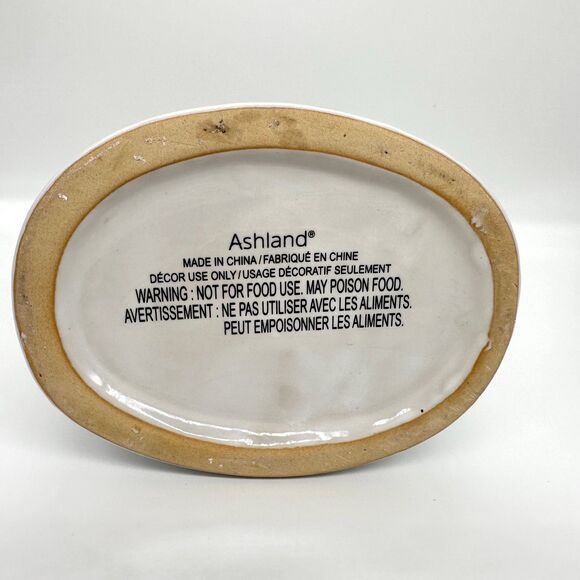 Ashland®
MADE IN CHINA/FABRIQUÉ EN CHINE
DÉCOR USE ONLY/USAGE DÉCORATIF SEULEMENT
WARNING : NOT FOR FOOD USE. MAY POISON FOOD.
AVERTISSEMENT : NE PAS UTILISER AVEC LES ALIMENTS.
PEUT EMPOISONNER LES ALIMENTS.